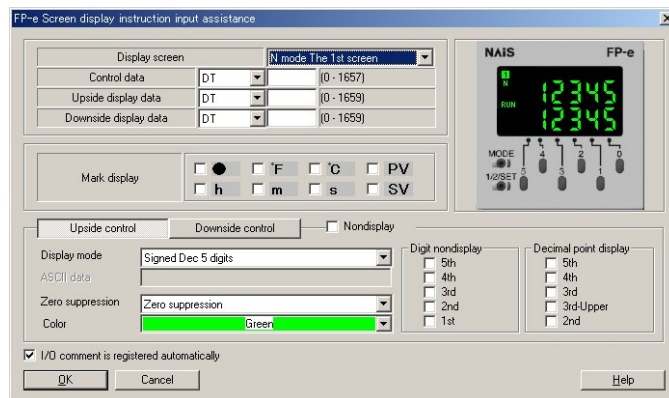 FP-e Screen display instruction input assistance
Display screen N mode The 1st screen
Control data DT (0 - 1657)
Upside display data DT (0 - 1659)
Downside display data DT (0 - 1659)
NAiS FP-e
1
N
RUN
12345
12345
MODE
1/2/SET
5 4 3 2 1 0
Mark display
● °F °C PV
h m s SV
Upside control Downside control Nondisplay
Display mode Signed Dec 5 digits
ASCII data
Zero suppression Zero suppression
Color Green
Digit nondisplay
5th
4th
3rd
2nd
1st
Decimal point display
5th
4th
3rd
3rd-Upper
2nd
I/O comment is registered automatically
OK Cancel Help